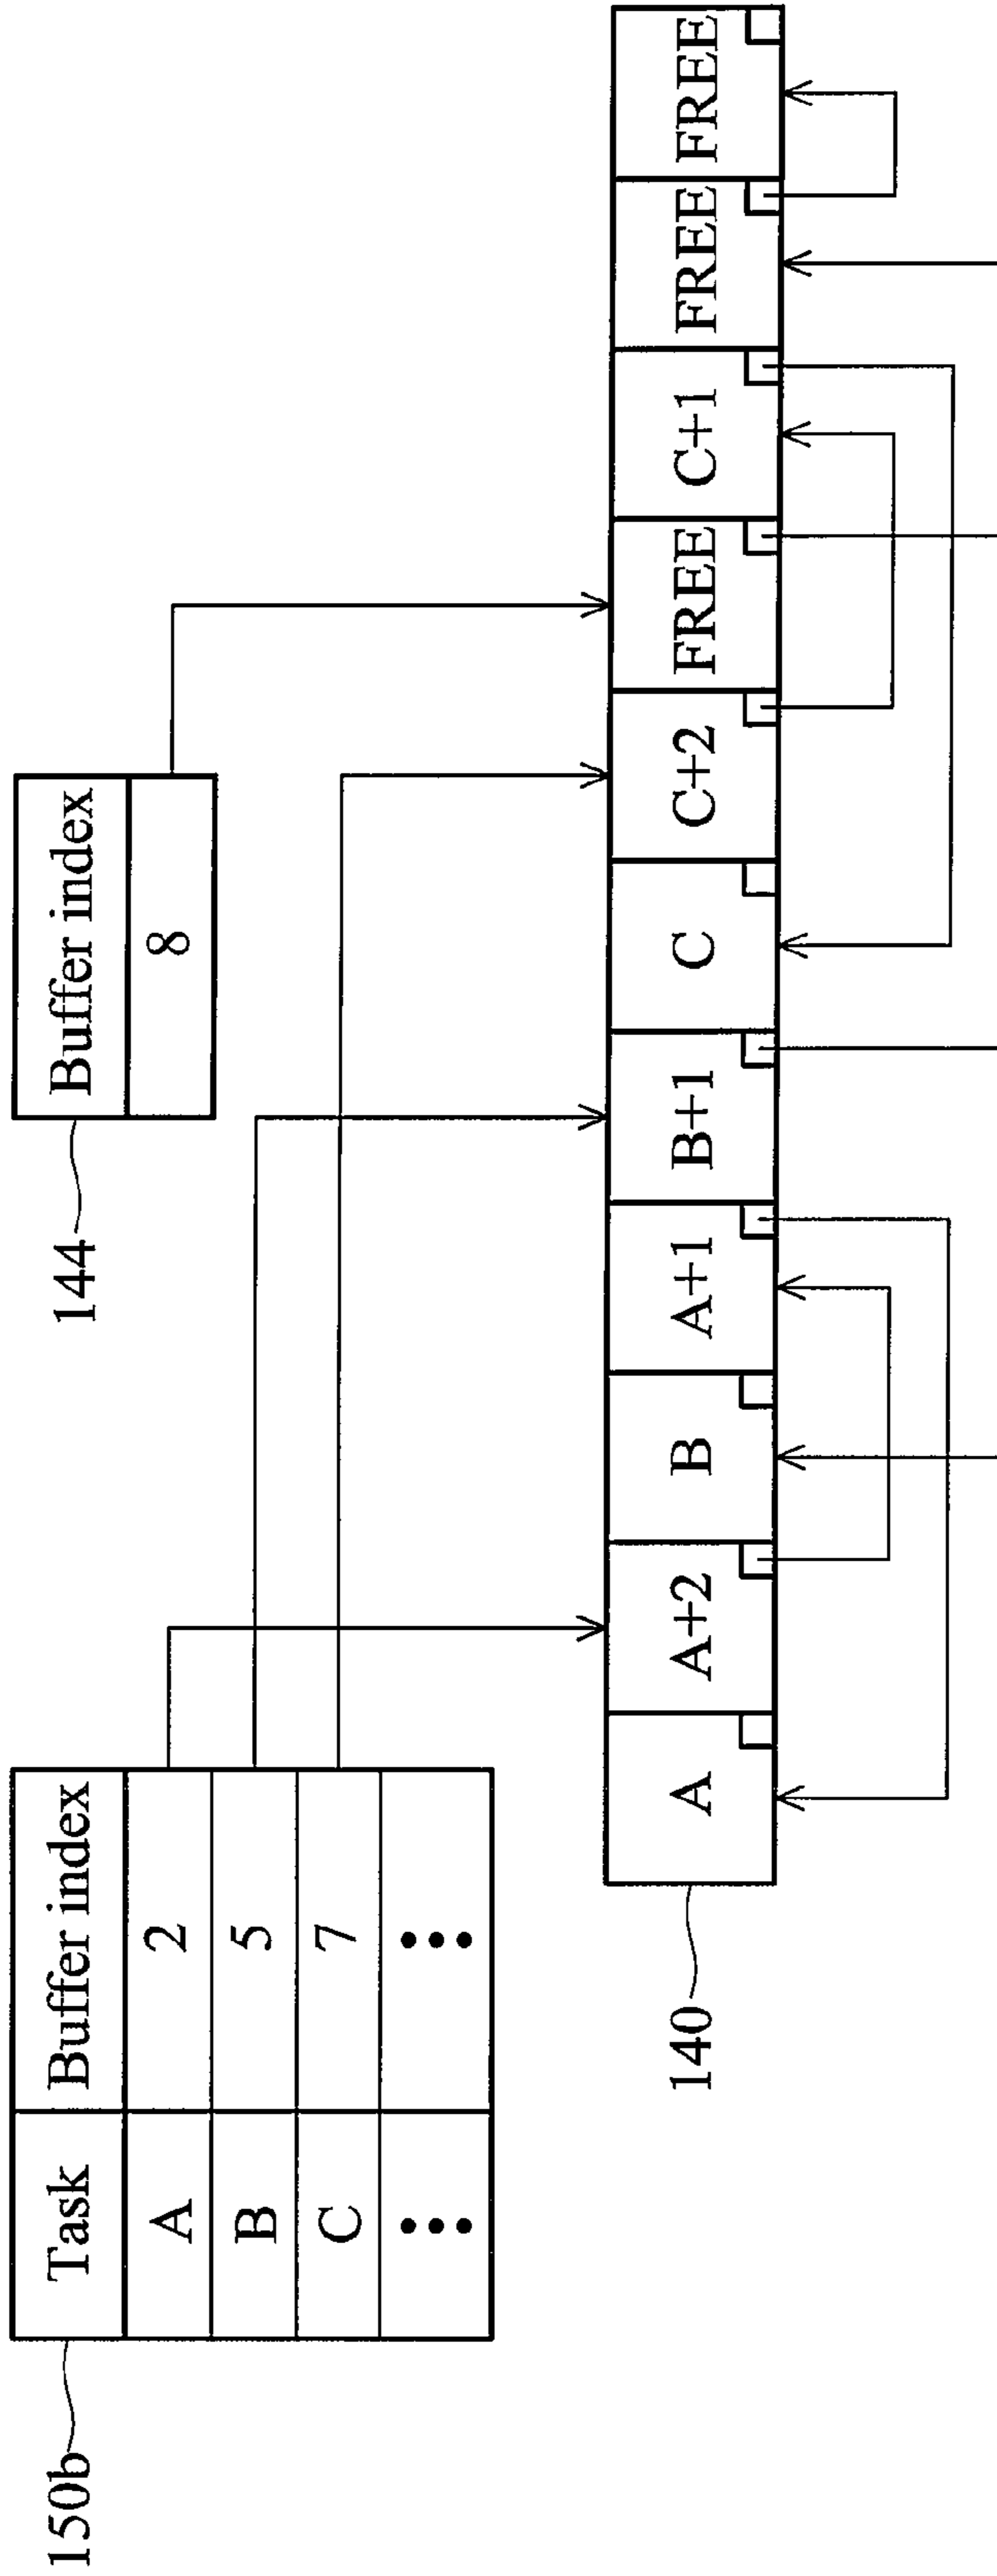 150b
Task Buffer index
A 2
B 5
C 7
⋮ ⋮
144
Buffer index
8
140
A A+2 B A+1 B+1 C C+2 FREE C+1 FREE FREE